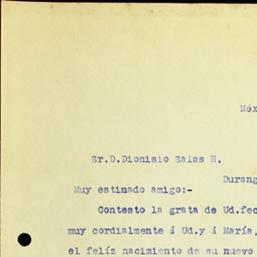 Méx
Sr.D.Dionisio Salas H.
Durang
Muy estimado amigo:-
Contesto la grata de Ud.fec
muy cordialmente á Ud.y á María,
el felíz nacimiento de su nuevo